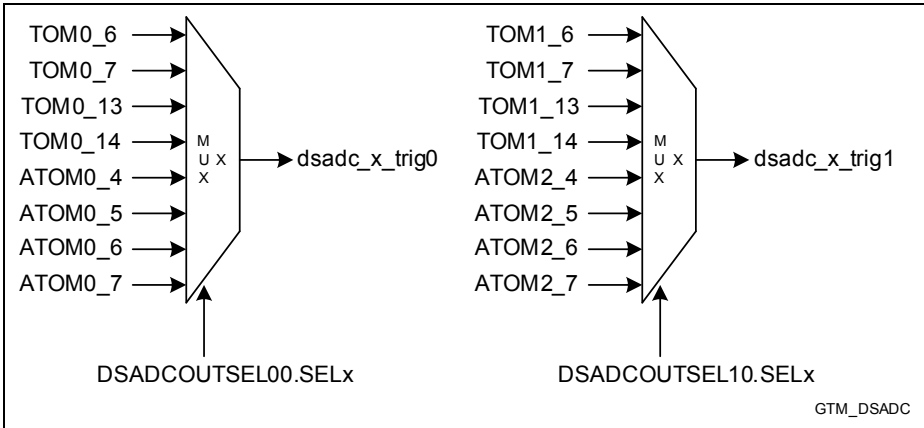 TOM0_6
TOM0_7
TOM0_13
TOM0_14
ATOM0_4
ATOM0_5
ATOM0_6
ATOM0_7
M
U X
X
dsadc_x_trig0
DSADCOUTSEL00.SELx
TOM1_6
TOM1_7
TOM1_13
TOM1_14
ATOM2_4
ATOM2_5
ATOM2_6
ATOM2_7
M
U X
X
dsadc_x_trig1
DSADCOUTSEL10.SELx
GTM_DSADC